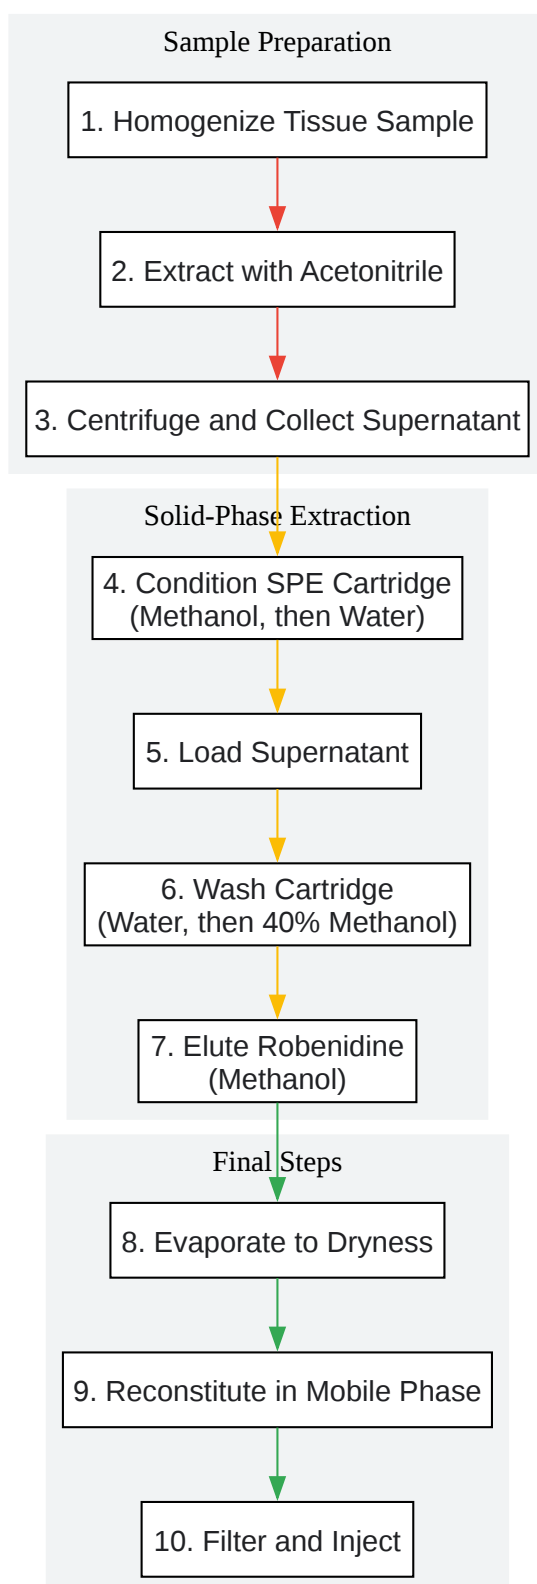 Sample Preparation
1. Homogenize Tissue Sample
2. Extract with Acetonitrile
3. Centrifuge and Collect Supernatant
Solid-Phase Extraction
4. Condition SPE Cartridge
(Methanol, then Water)
5. Load Supernatant
6. Wash Cartridge
(Water, then 40% Methanol)
7. Elute Robenidine
(Methanol)
Final Steps
8. Evaporate to Dryness
9. Reconstitute in Mobile Phase
10. Filter and Inject